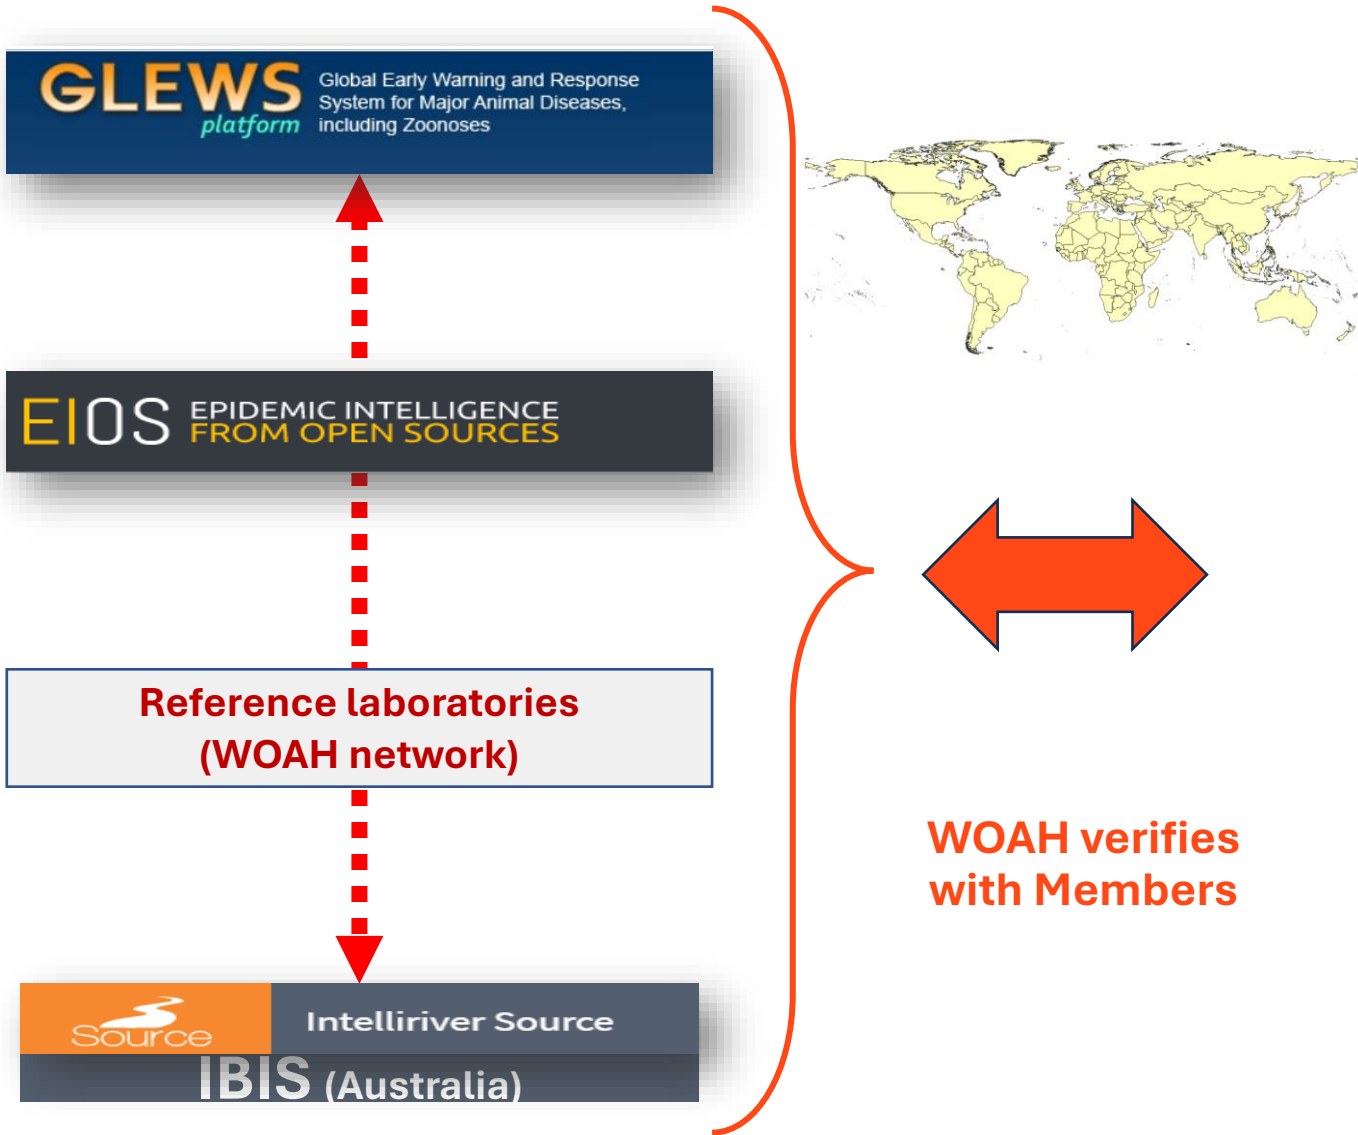 GLEWS
platform
Global Early Warning and Response
System for Major Animal Diseases,
including Zoonoses
EIOS EPIDEMIC INTELLIGENCE
FROM OPEN SOURCES
Reference laboratories
(WOAH network)
WOAH verifies
with Members
Source
Intelliriver Source
IBIS (Australia)